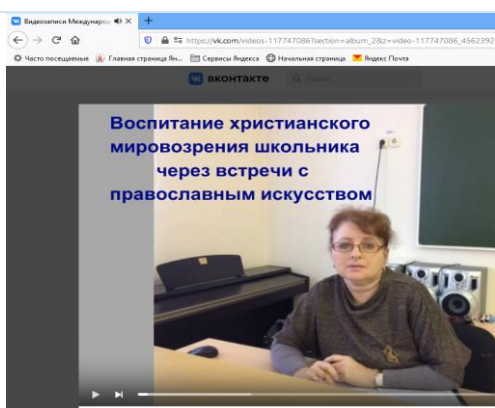 Видеозаписи Междунаро
https://vk.com/videos-117747086?section=album_2&z=video-117747086_4562392
Часто посещаемые Главная страница Ян... Сервисы Яндекса Начальная страница Яндекс Почта
вконтакте
Воспитание христианского
мировозрения школьника
через встречи с
православным искусством